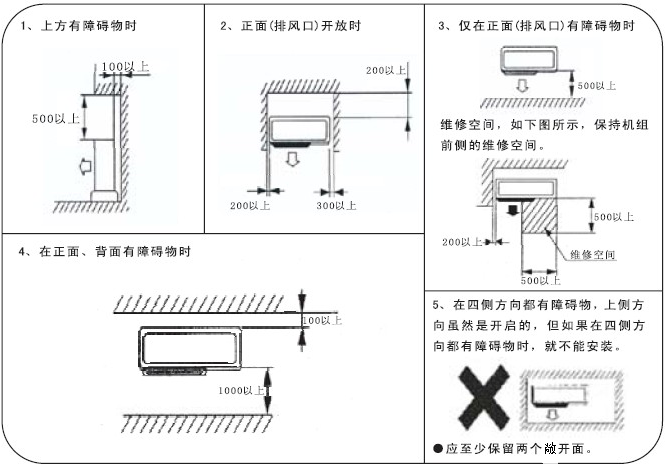 1、上方有障碍物时
100以上
500以上
2、正面(排风口)开放时
200以上
200以上
300以上
3、仅在正面(排风口)有障碍物时
500以上
维修空间，如下图所示，保持机组
前侧的维修空间。
500以上
200以上
维修空间
500以上
4、在正面、背面有障碍物时
100以上
1000以上
5、在四侧方向都有障碍物，上侧方
向虽然是开启的，但如果在四侧方
向都有障碍物时，就不能安装。
●应至少保留两个敞开面。